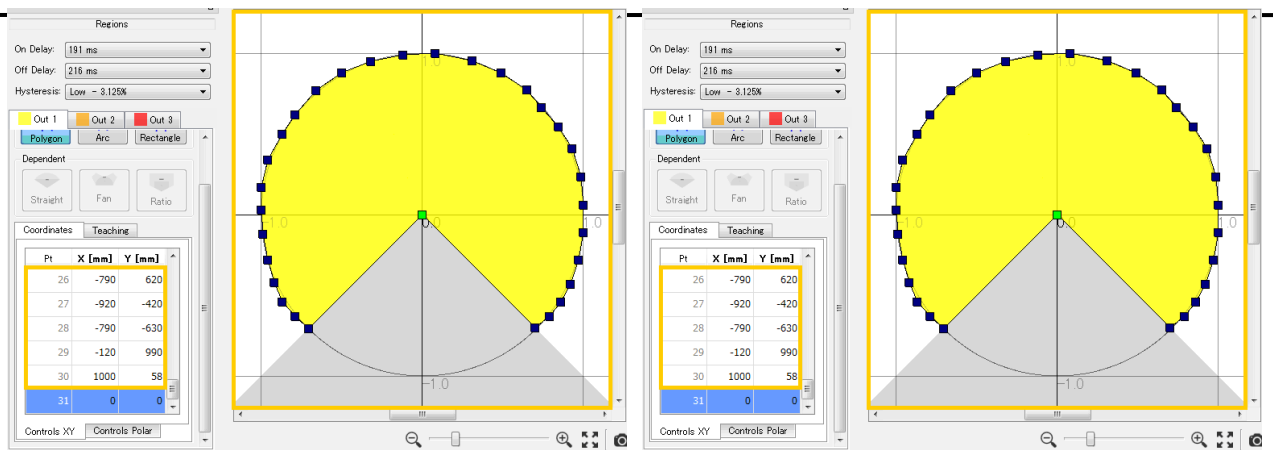 Regions
On Delay: 191 ms
Off Delay: 216 ms
Hysteresis: Low - 3.125%
Out 1 Out 2 Out 3
Polygon Arc Rectangle
Dependent
Straight Fan Ratio
Coordinates Teaching
Pt X [mm] Y [mm]
26 -790 620
27 -920 -420
28 -790 -630
29 -120 990
30 1000 58
31 0 0
Controls XY Controls Polar
1.0
-1.0 0.0 1.0
-1.0
Regions
On Delay: 191 ms
Off Delay: 216 ms
Hysteresis: Low - 3.125%
Out 1 Out 2 Out 3
Polygon Arc Rectangle
Dependent
Straight Fan Ratio
Coordinates Teaching
Pt X [mm] Y [mm]
26 -790 620
27 -920 -420
28 -790 -630
29 -120 990
30 1000 58
31 0 0
Controls XY Controls Polar
1.0
-1.0 0.0 1.0
-1.0